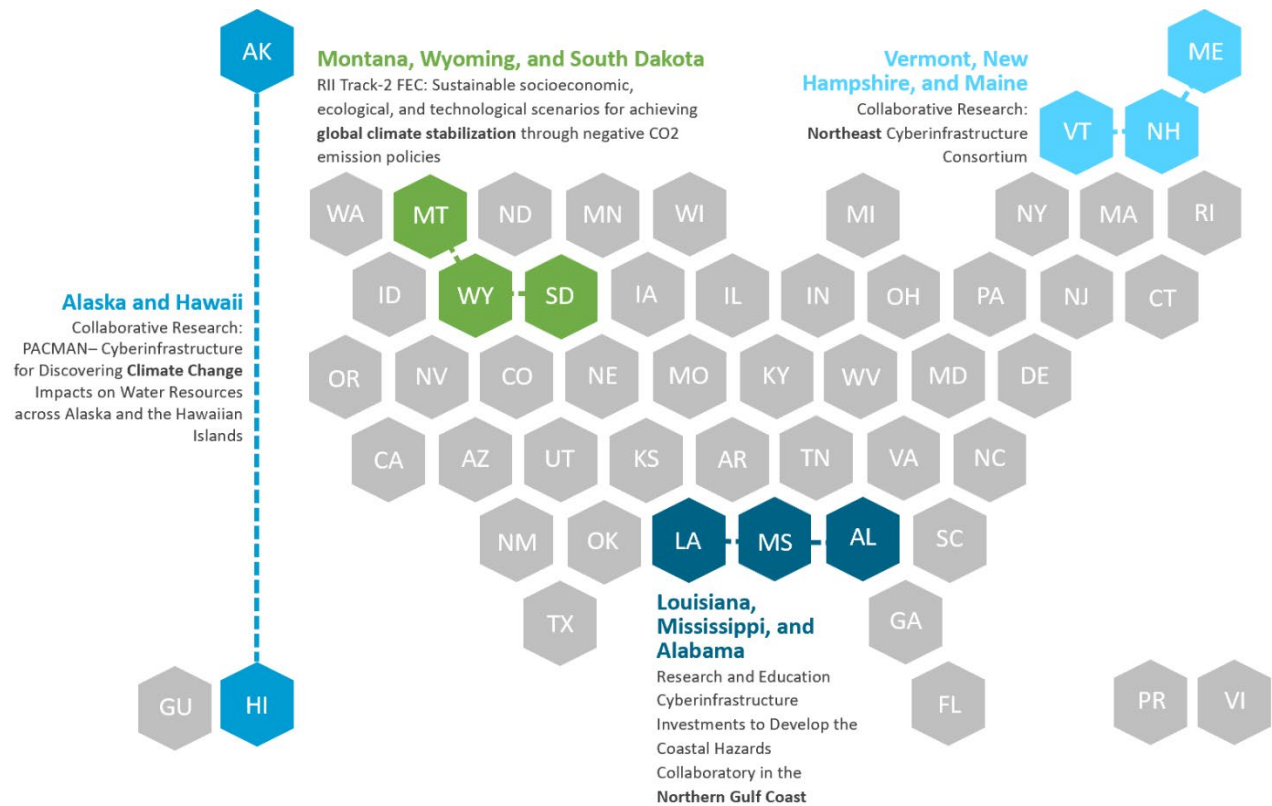 AK
Montana, Wyoming, and South Dakota
RII Track-2 FEC: Sustainable socioeconomic,
ecological, and technological scenarios for achieving
global climate stabilization through negative CO2
emission policies
Vermont, New
Hampshire, and Maine
Collaborative Research:
Northeast Cyberinfrastructure
Consortium
ME
VT
NH
WA
MT
ND
MN
WI
MI
NY
MA
RI
ID
WY
SD
IA
IL
IN
OH
PA
NJ
CT
Alaska and Hawaii
Collaborative Research:
PACMAN– Cyberinfrastructure
for Discovering Climate Change
Impacts on Water Resources
across Alaska and the Hawaiian
Islands
OR
NV
CO
NE
MO
KY
WV
MD
DE
CA
AZ
UT
KS
AR
TN
VA
NC
NM
OK
LA
MS
AL
SC
TX
GA
Louisiana,
Mississippi, and
Alabama
Research and Education
Cyberinfrastructure
Investments to Develop the
Coastal Hazards
Collaboratory in the
Northern Gulf Coast
GU
HI
FL
PR
VI